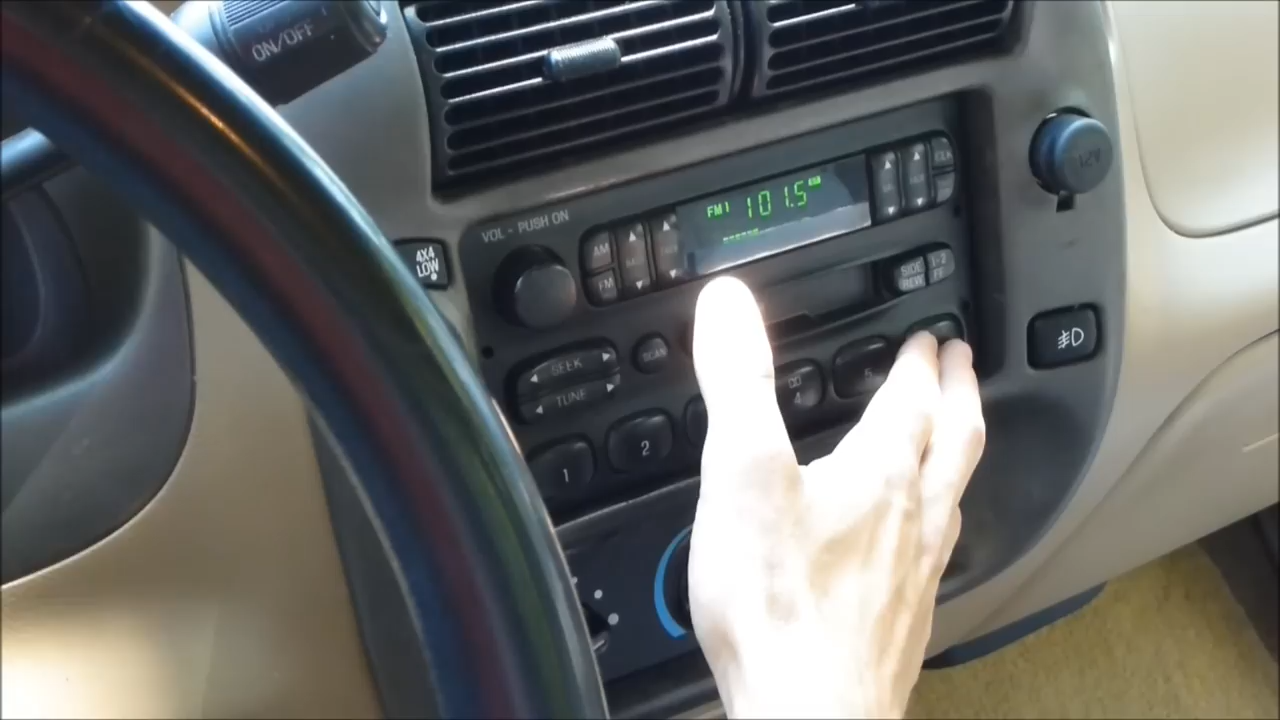 ON/OFF
12V
VOL - PUSH ON
FM1 101.5
AM
FM
4X4
LOW
SIDE
REW
1-2
FF
SEEK
SCAN
TUNE
1
2
4
5